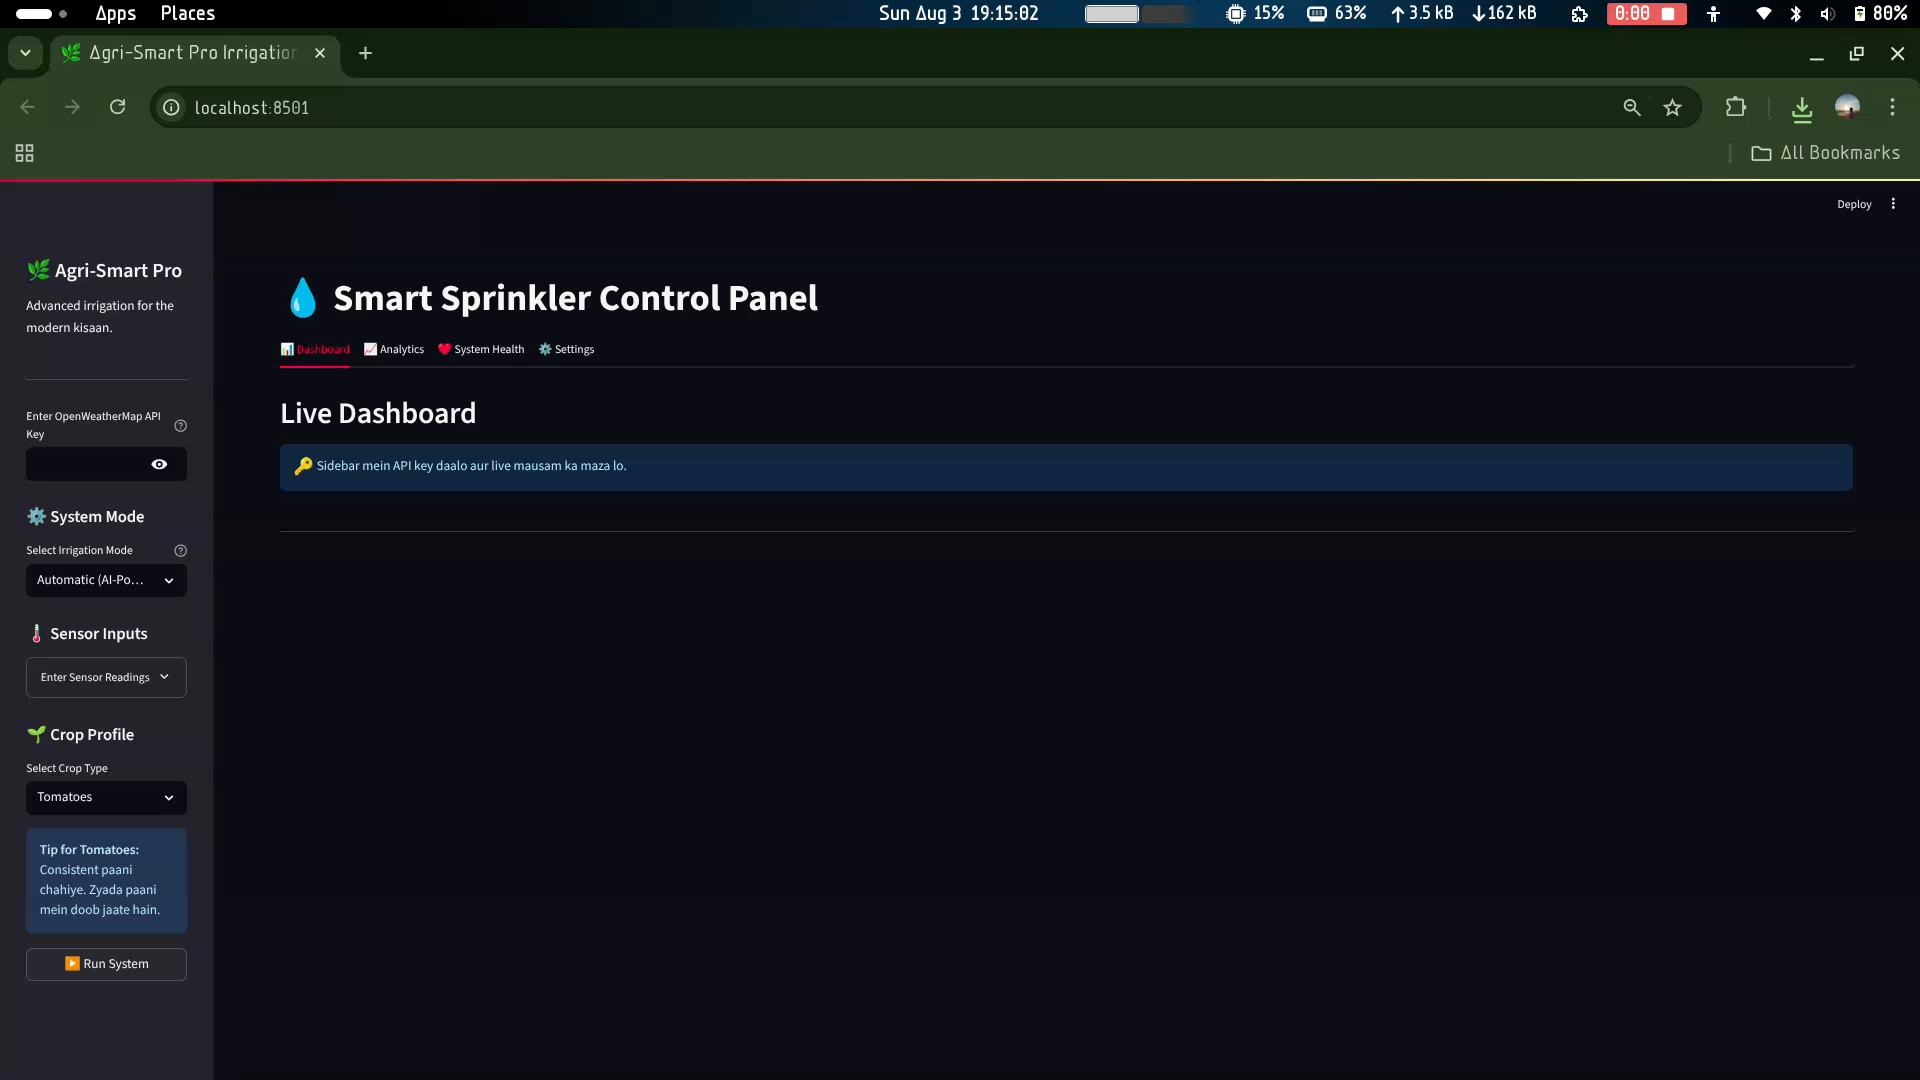 Apps Places Sun Aug 3 19:15:02 15% 63% 3.5 kB 162 kB 0:00 80%
Agri-Smart Pro Irrigation
localhost:8501
All Bookmarks
Deploy
Agri-Smart Pro
Advanced irrigation for the
modern kisaan.
Enter OpenWeatherMap API
Key
System Mode
Select Irrigation Mode
Automatic (AI-Po...
Sensor Inputs
Enter Sensor Readings
Crop Profile
Select Crop Type
Tomatoes
Tip for Tomatoes:
Consistent paani
chahiye. Zyada paani
mein doob jaate hain.
Run System
Smart Sprinkler Control Panel
Dashboard Analytics System Health Settings
Live Dashboard
Sidebar mein API key daalo aur live mausam ka maza lo.